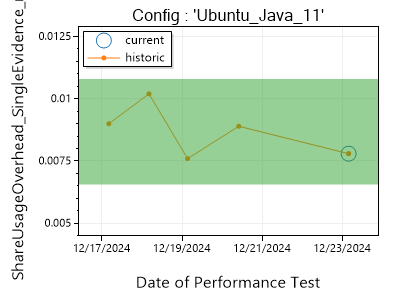 Config : 'Ubuntu_Java_11'
current
historic
0.0125
0.01
0.0075
0.005
12/17/2024
12/19/2024
12/21/2024
12/23/2024
Date of Performance Test
ShareUsageOverhead_SingleEvidence_